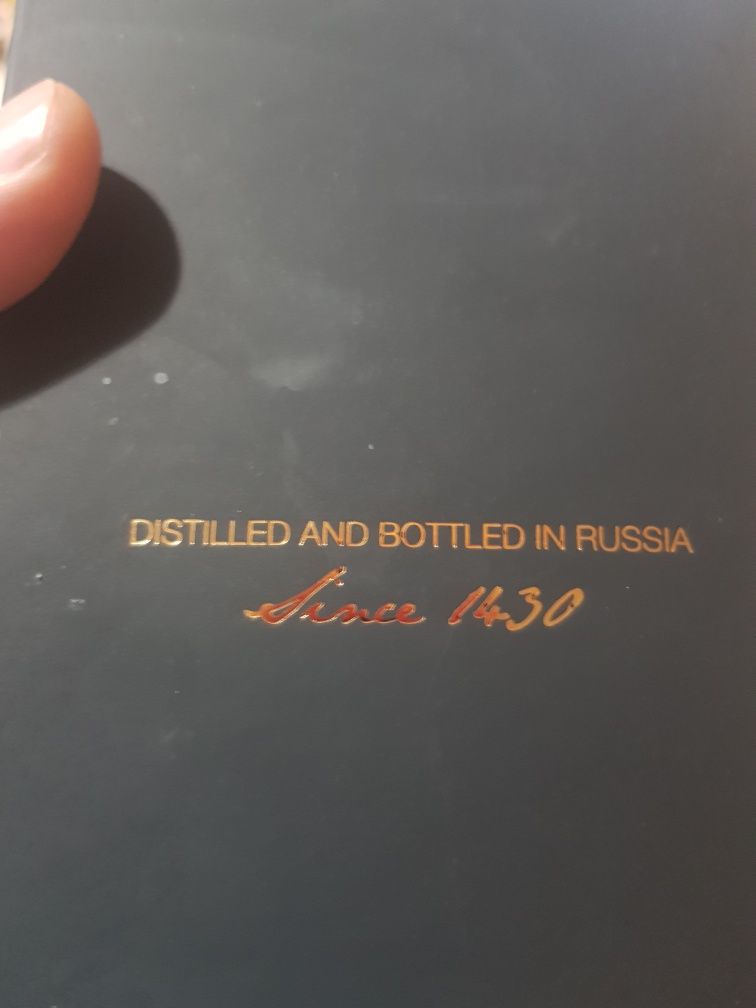 DISTILLED AND BOTTLED IN RUSSIA
Since 1430